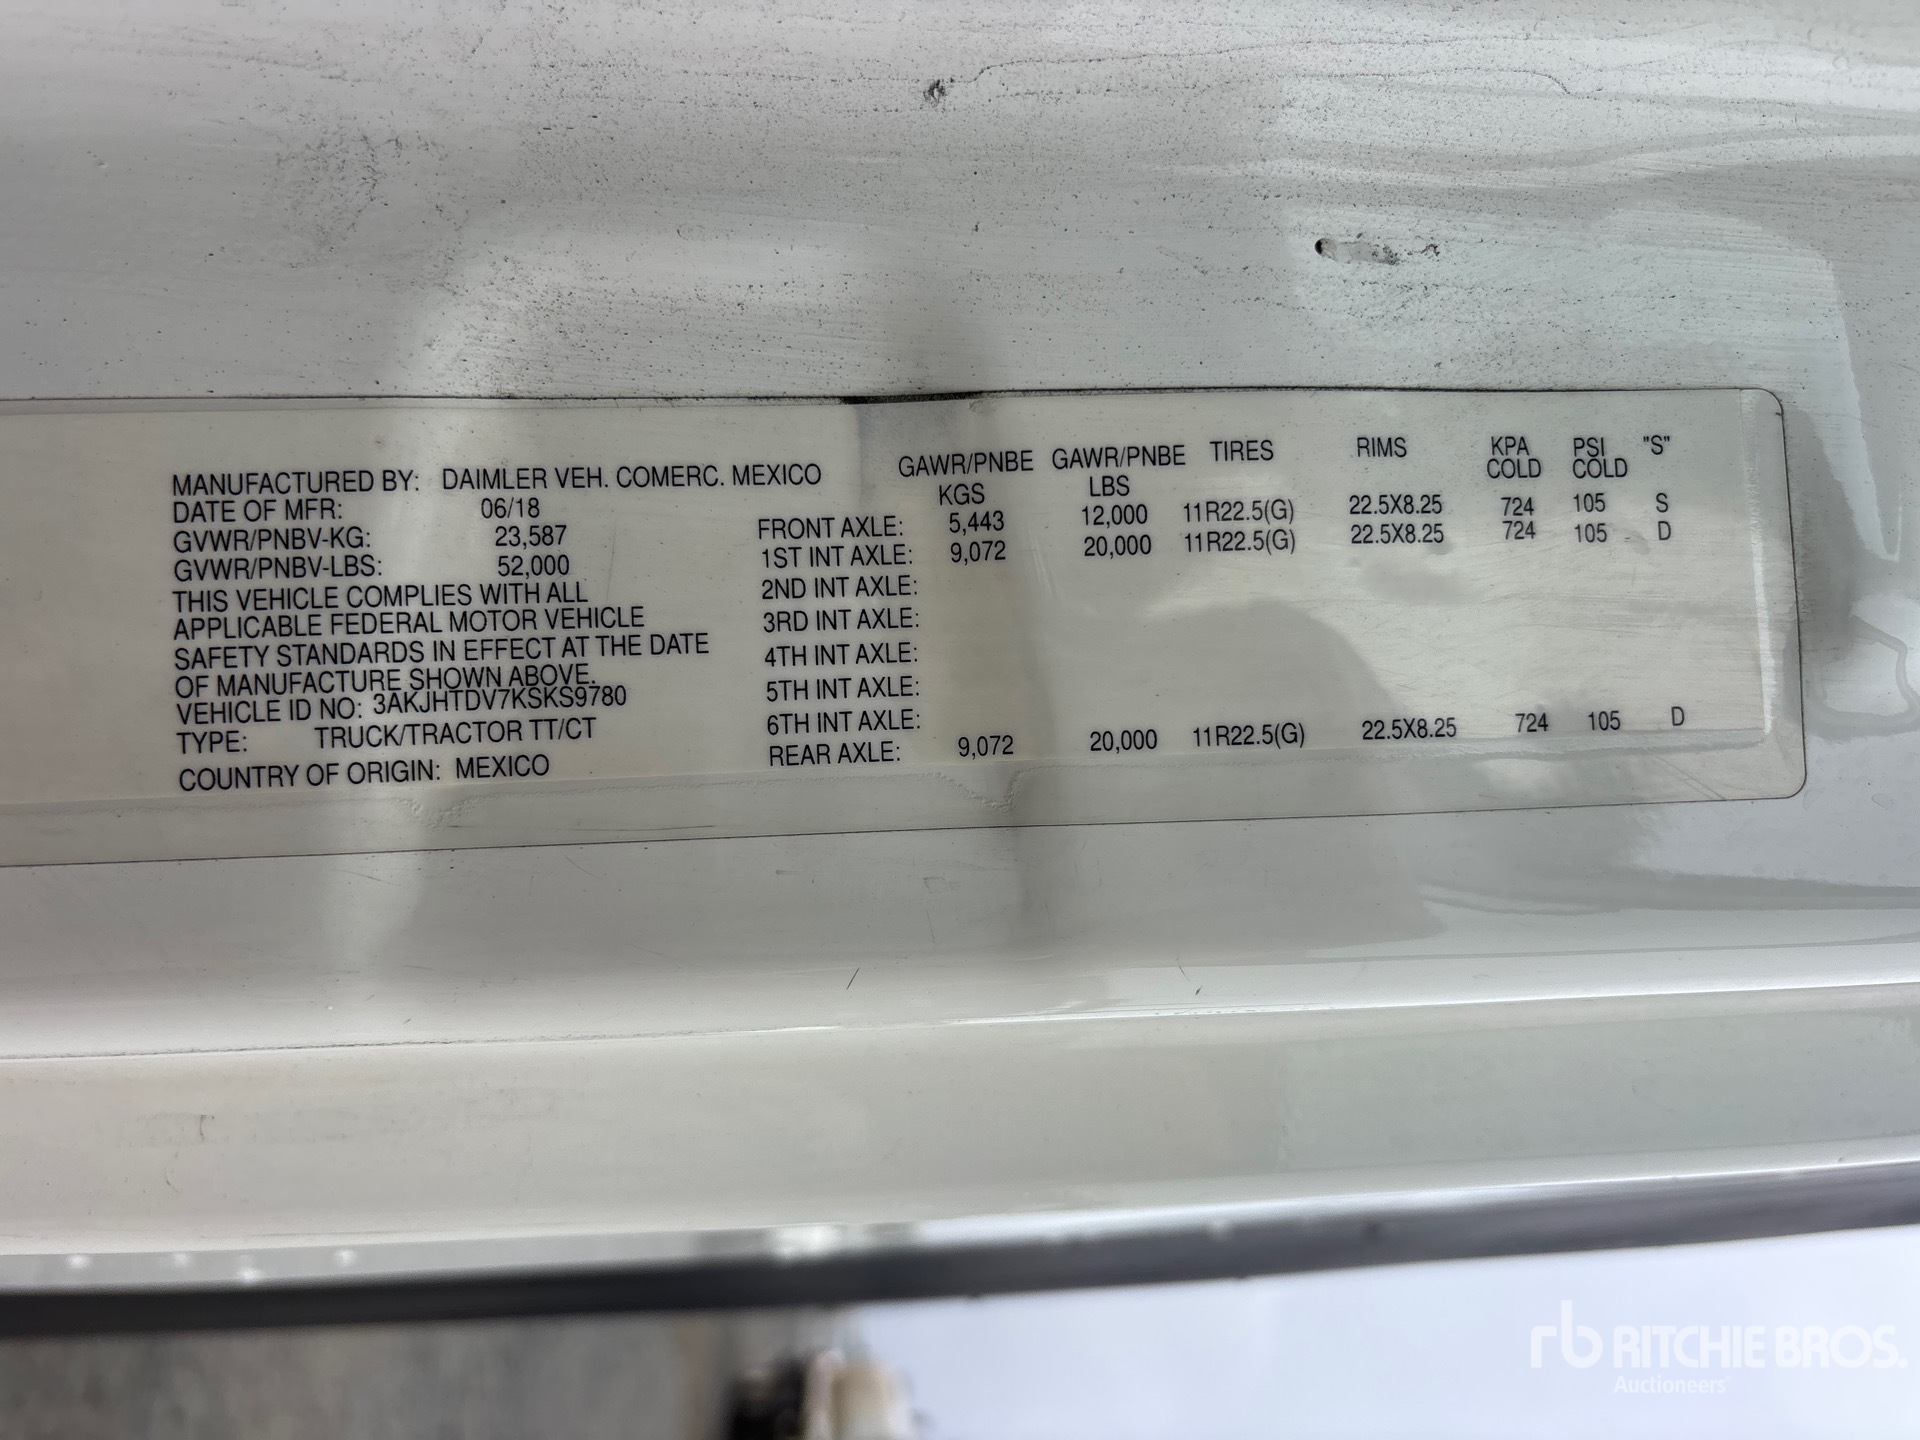 MANUFACTURED BY: DAIMLER VEH. COMERC. MEXICO
DATE OF MFR: 06/18
GVWR/PNBV-KG: 23,587
GVWR/PNBV-LBS: 52,000
THIS VEHICLE COMPLIES WITH ALL
APPLICABLE FEDERAL MOTOR VEHICLE
SAFETY STANDARDS IN EFFECT AT THE DATE
OF MANUFACTURE SHOWN ABOVE.
VEHICLE ID NO: 3AKJHTDV7KSKS9780
TYPE: TRUCK/TRACTOR TT/CT
COUNTRY OF ORIGIN: MEXICO
GAWR/PNBE GAWR/PNBE TIRES RIMS KPA PSI "S"
KGS LBS COLD COLD
FRONT AXLE: 5,443 12,000 11R22.5(G) 22.5X8.25 724 105 S
1ST INT AXLE: 9,072 20,000 11R22.5(G) 22.5X8.25 724 105 D
2ND INT AXLE:
3RD INT AXLE:
4TH INT AXLE:
5TH INT AXLE:
6TH INT AXLE:
REAR AXLE: 9,072 20,000 11R22.5(G) 22.5X8.25 724 105 D
rb RITCHIE BROS.
Auctioneers